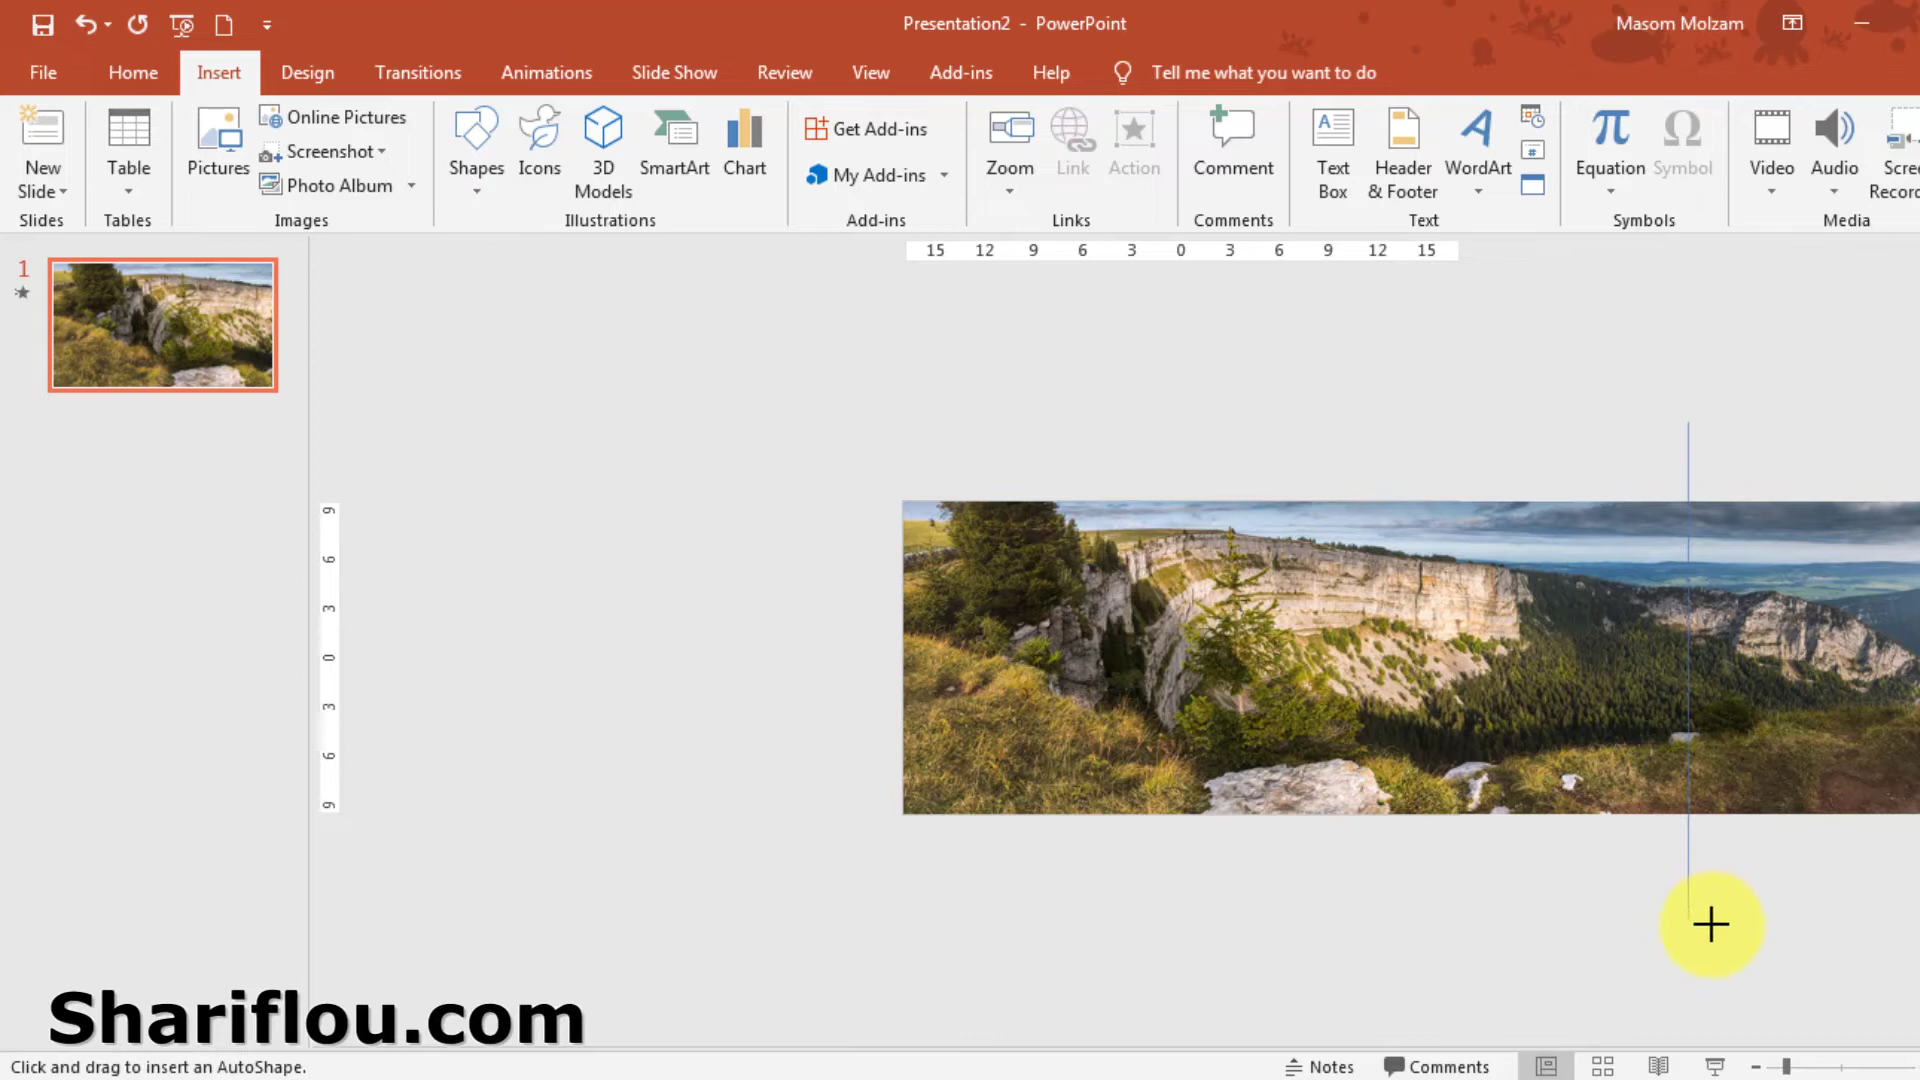 Presentation2 - PowerPoint
Masom Molzam
File Home Insert Design Transitions Animations Slide Show Review View Add-ins Help Tell me what you want to do
New Slide
Slides
Table
Tables
Pictures
Online Pictures
Screenshot
Photo Album
Images
Shapes
Icons
3D Models
SmartArt
Chart
Illustrations
Get Add-ins
My Add-ins
Add-ins
Zoom
Link
Action
Links
Comment
Comments
Text Box
Header & Footer
WordArt
Text
Equation
Symbol
Symbols
Video
Audio
Scree
Recor
Media
15 12 9 6 3 0 3 6 9 12 15
1
9
6
3
0
3
6
9
Shariflou.com
Click and drag to insert an AutoShape.
Notes
Comments